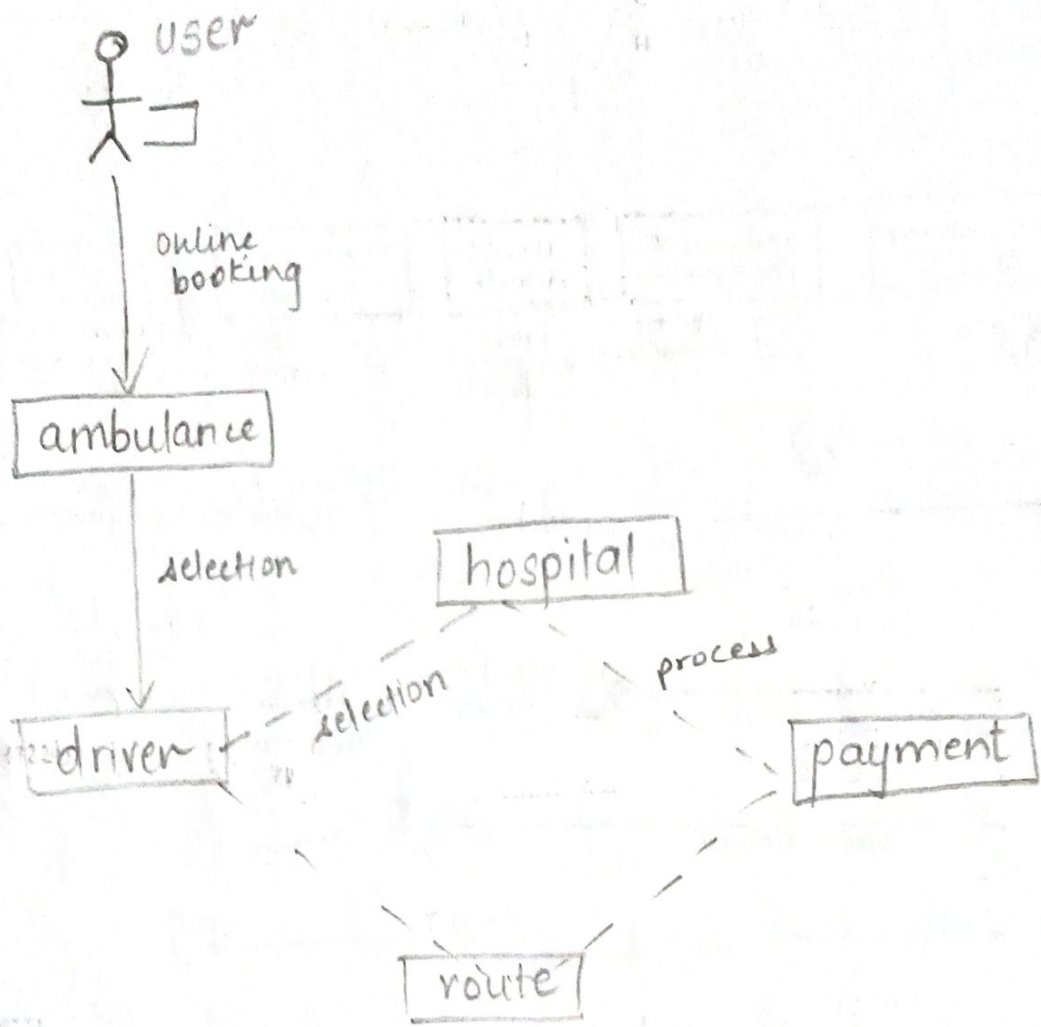 user
online
booking
ambulance
selection
hospital
selection
process
driver
payment
route